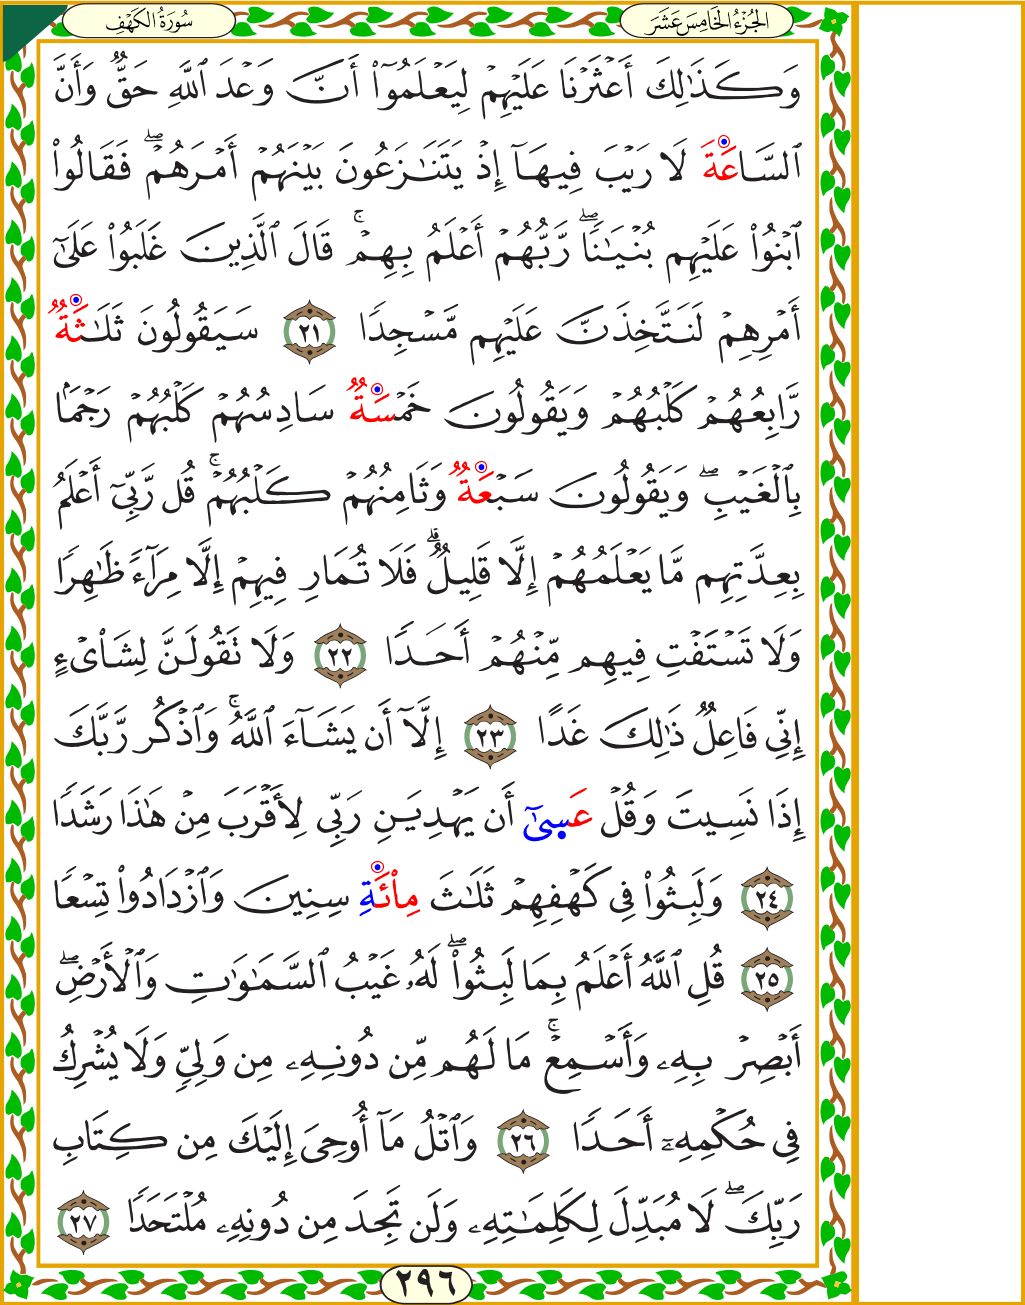 سُورَةُ الكَهۡفِ
الجُزۡءُ الخَامِسَ عَشَرَ
وَكَذَٰلِكَ أَعۡثَرۡنَا عَلَيۡهِمۡ لِيَعۡلَمُوٓاْ أَنَّ وَعۡدَ ٱللَّهِ حَقّٞ وَأَنَّ
ٱلسَّاعَةَ لَا رَيۡبَ فِيهَآ إِذۡ يَتَنَٰزَعُونَ بَيۡنَهُمۡ أَمۡرَهُمۡۖ فَقَالُواْ
ٱبۡنُواْ عَلَيۡهِم بُنۡيَٰنٗاۖ رَّبُّهُمۡ أَعۡلَمُ بِهِمۡۚ قَالَ ٱلَّذِينَ غَلَبُواْ عَلَىٰٓ
أَمۡرِهِمۡ لَنَتَّخِذَنَّ عَلَيۡهِم مَّسۡجِدٗا ٢١ سَيَقُولُونَ ثَلَٰثَةٞ
رَّابِعُهُمۡ كَلۡبُهُمۡ وَيَقُولُونَ خَمۡسَةٞ سَادِسُهُمۡ كَلۡبُهُمۡ رَجۡمَۢا
بِٱلۡغَيۡبِۖ وَيَقُولُونَ سَبۡعَةٞ وَثَامِنُهُمۡ كَلۡبُهُمۡۚ قُل رَّبِّيٓ أَعۡلَمُ
بِعِدَّتِهِم مَّا يَعۡلَمُهُمۡ إِلَّا قَلِيلٞۗ فَلَا تُمَارِ فِيهِمۡ إِلَّا مِرَآءٗ ظَٰهِرٗا
وَلَا تَسۡتَفۡتِ فِيهِم مِّنۡهُمۡ أَحَدٗا ٢٢ وَلَا تَقُولَنَّ لِشَاْيۡءٍ
إِنِّي فَاعِلٞ ذَٰلِكَ غَدًا ٢٣ إِلَّآ أَن يَشَآءَ ٱللَّهُۚ وَٱذۡكُر رَّبَّكَ
إِذَا نَسِيتَ وَقُلۡ عَسَىٰٓ أَن يَهۡدِيَنِ رَبِّي لِأَقۡرَبَ مِنۡ هَٰذَا رَشَدٗا
٢٤ وَلَبِثُواْ فِي كَهۡفِهِمۡ ثَلَٰثَ مِاْئَةٖ سِنِينَ وَٱزۡدَادُواْ تِسۡعٗا
٢٥ قُلِ ٱللَّهُ أَعۡلَمُ بِمَا لَبِثُواْۖ لَهُۥ غَيۡبُ ٱلسَّمَٰوَٰتِ وَٱلۡأَرۡضِۖ
أَبۡصِرۡ بِهِۦ وَأَسۡمِعۡۚ مَا لَهُم مِّن دُونِهِۦ مِن وَلِيّٖ وَلَا يُشۡرِكُ
فِي حُكۡمِهِۦٓ أَحَدٗا ٢٦ وَٱتۡلُ مَآ أُوحِيَ إِلَيۡكَ مِن كِتَابِ
رَبِّكَۖ لَا مُبَدِّلَ لِكَلِمَٰتِهِۦ وَلَن تَجِدَ مِن دُونِهِۦ مُلۡتَحَدٗا ٢٧
٢٩٦